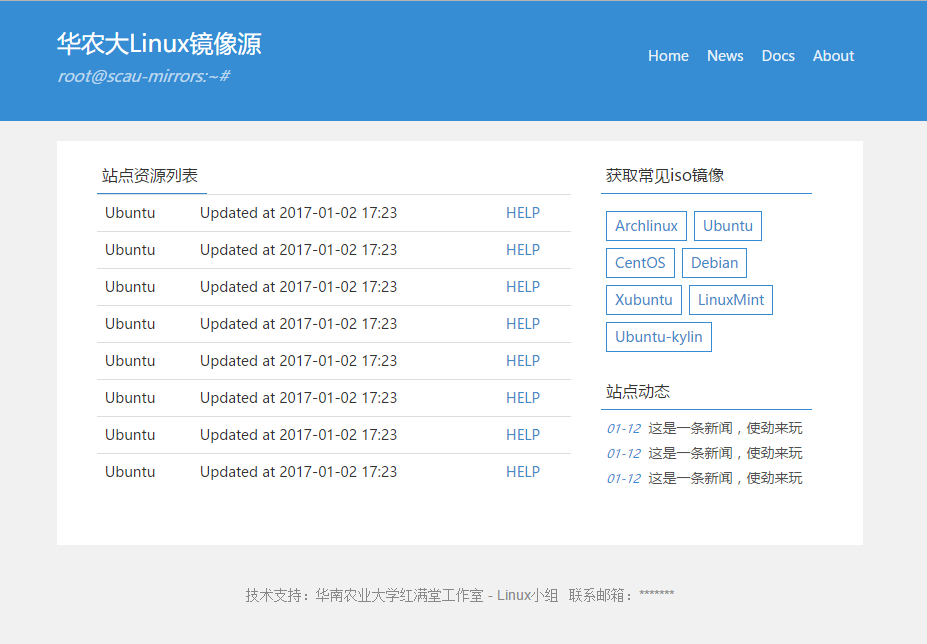 华农大Linux镜像源
root@scau-mirrors:~#
Home News Docs About
站点资源列表
Ubuntu Updated at 2017-01-02 17:23 HELP
Ubuntu Updated at 2017-01-02 17:23 HELP
Ubuntu Updated at 2017-01-02 17:23 HELP
Ubuntu Updated at 2017-01-02 17:23 HELP
Ubuntu Updated at 2017-01-02 17:23 HELP
Ubuntu Updated at 2017-01-02 17:23 HELP
Ubuntu Updated at 2017-01-02 17:23 HELP
Ubuntu Updated at 2017-01-02 17:23 HELP
获取常见iso镜像
Archlinux Ubuntu
CentOS Debian
Xubuntu LinuxMint
Ubuntu-kylin
站点动态
01-12 这是一条新闻，使劲来玩
01-12 这是一条新闻，使劲来玩
01-12 这是一条新闻，使劲来玩
技术支持：华南农业大学红满堂工作室 - Linux小组 联系邮箱：*******